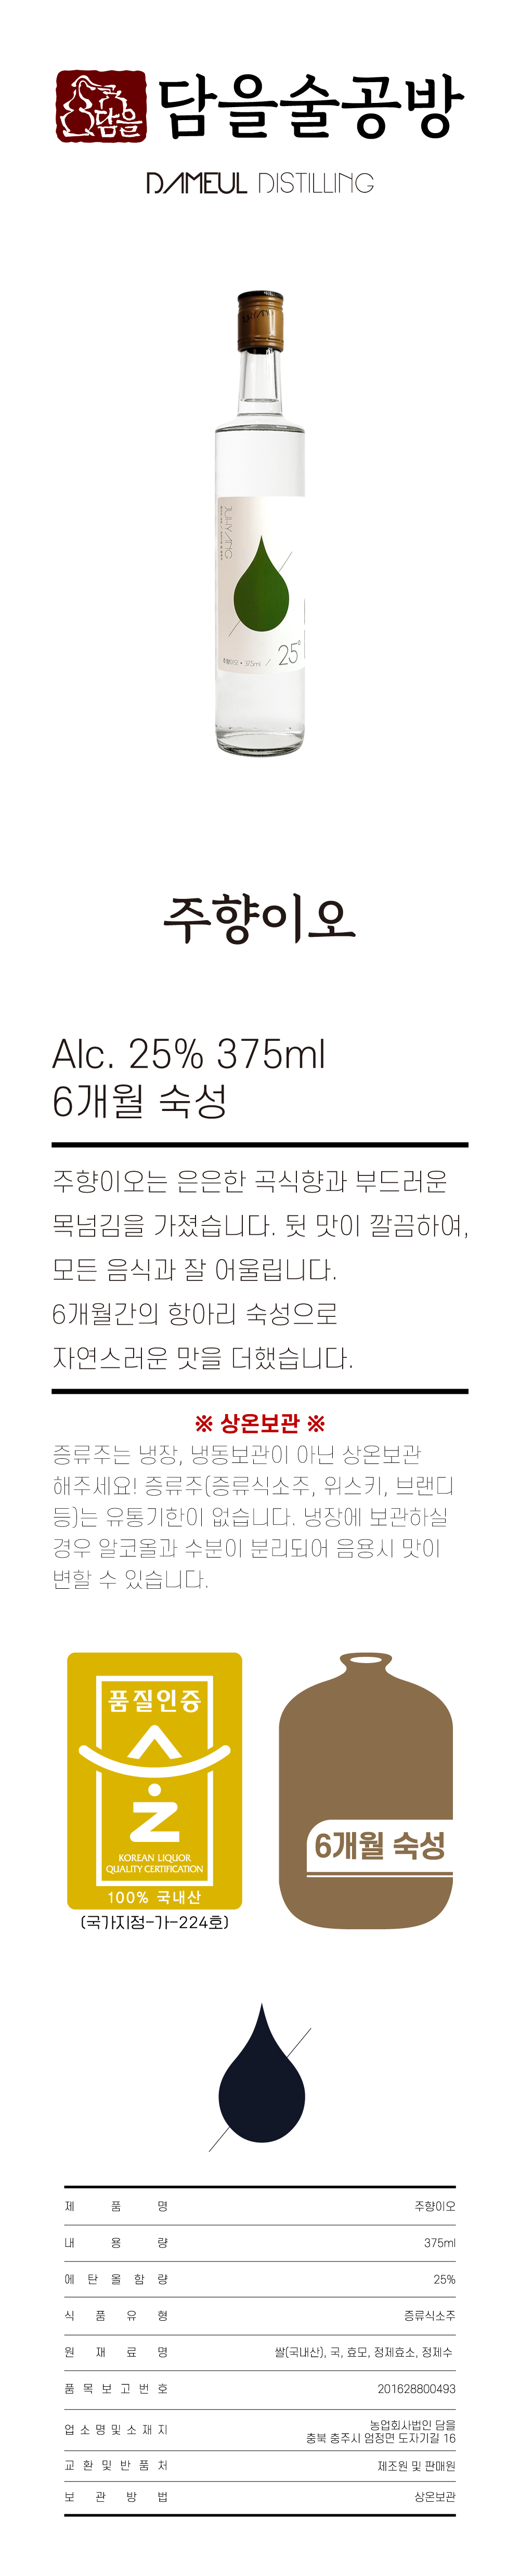 담을
담을술공방
DAMEUL DISTILLING
JUHYANG
주향이오 • 375ml / 25°
주향이오
Alc. 25% 375ml
6개월 숙성
주향이오는 은은한 곡식향과 부드러운
목넘김을 가졌습니다. 뒷 맛이 깔끔하여,
모든 음식과 잘 어울립니다.
6개월간의 항아리 숙성으로
자연스러운 맛을 더했습니다.
※ 상온보관 ※
증류주는 냉장, 냉동보관이 아닌 상온보관
해주세요! 증류주(증류식소주, 위스키, 브랜디
등)는 유통기한이 없습니다. 냉장에 보관하실
경우 알코올과 수분이 분리되어 음용시 맛이
변할 수 있습니다.
품질인증
KOREAN LIQUOR
QUALITY CERTIFICATION
100% 국내산
(국가지정-가-224호)
6개월 숙성
제품명 주향이오
내용량 375ml
에탄올함량 25%
식품유형 증류식소주
원재료명 쌀(국내산), 국, 효모, 정제효소, 정제수
품목보고번호 201628800493
업소명및소재지 농업회사법인 담을
충북 충주시 엄정면 도자기길 16
교환및반품처 제조원 및 판매원
보관방법 상온보관